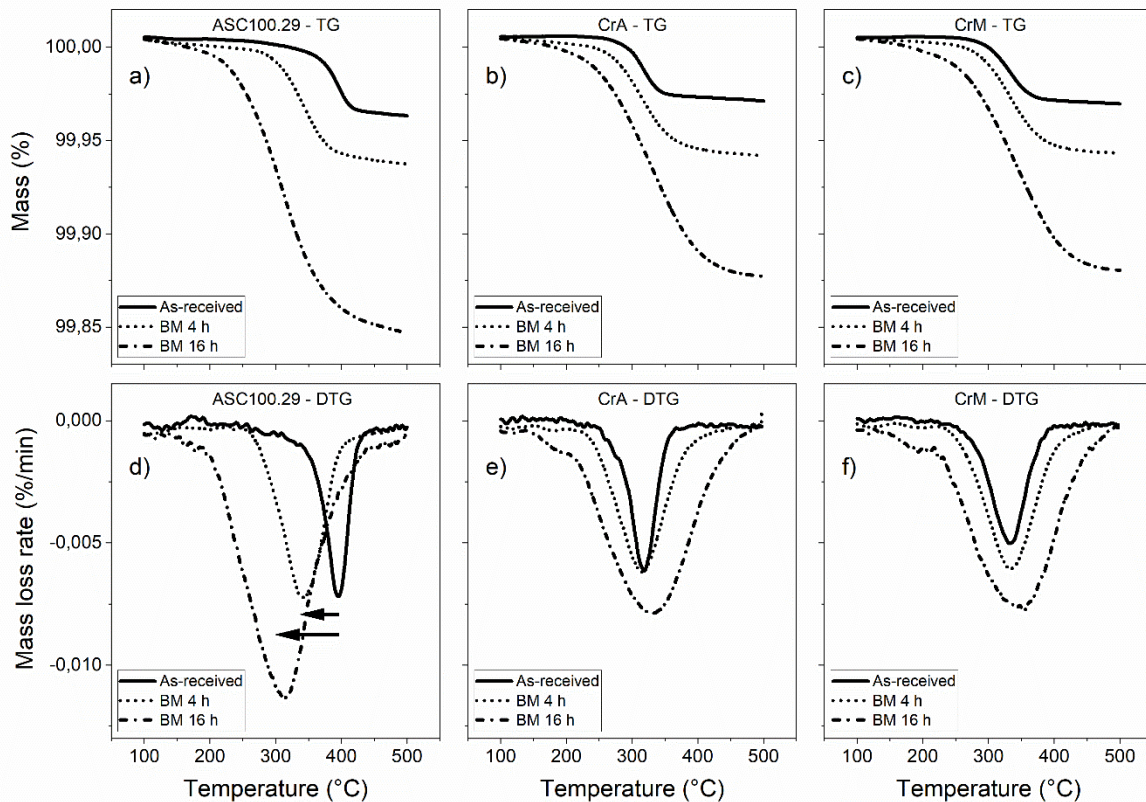 ASC100.29 - TG
CrA - TG
CrM - TG
a)
b)
c)
Mass (%)
100,00
99,95
99,90
99,85
As-received
BM 4 h
BM 16 h
As-received
BM 4 h
BM 16 h
As-received
BM 4 h
BM 16 h
ASC100.29 - DTG
CrA - DTG
CrM - DTG
d)
e)
f)
Mass loss rate (%/min)
0,000
-0,005
-0,010
As-received
BM 4 h
BM 16 h
As-received
BM 4 h
BM 16 h
As-received
BM 4 h
BM 16 h
100 200 300 400 500
100 200 300 400 500
100 200 300 400 500
Temperature (°C)
Temperature (°C)
Temperature (°C)